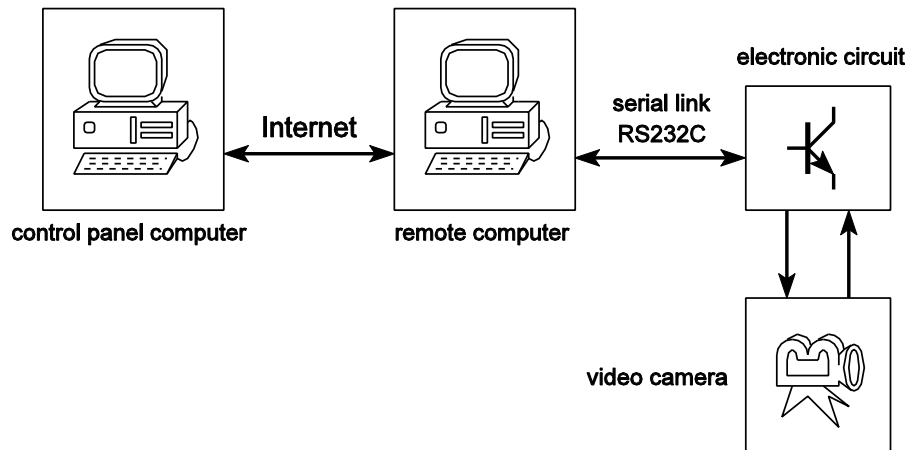 electronic circuit
serial link
RS232C
Internet
control panel computer
remote computer
video camera